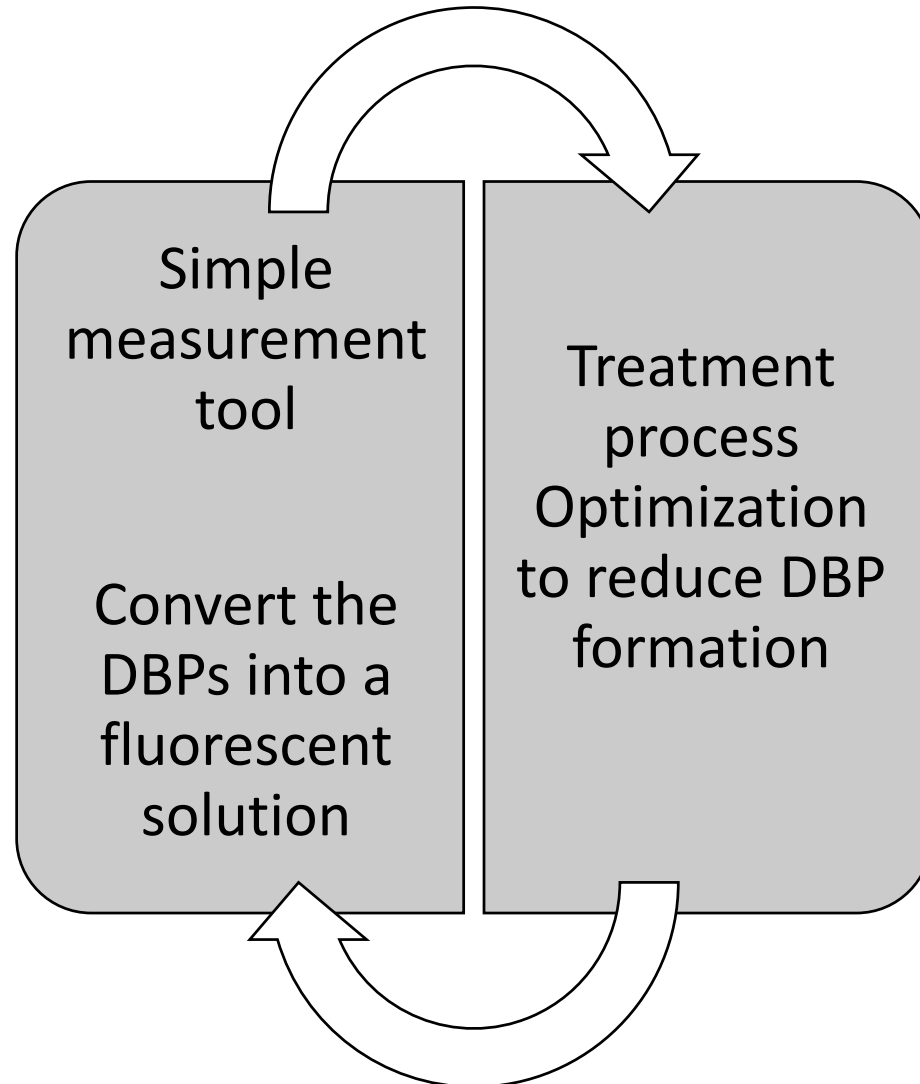 Simple
measurement
tool
Convert the
DBPs into a
fluorescent
solution
Treatment
process
Optimization
to reduce DBP
formation